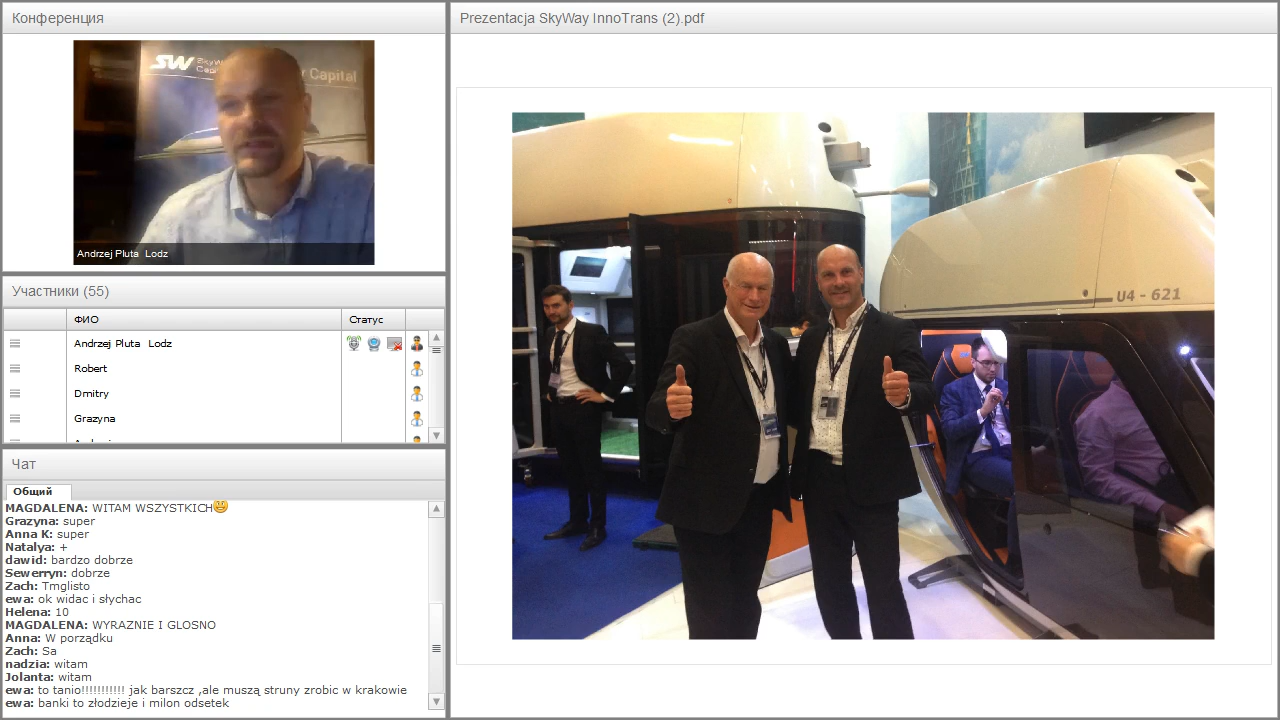 Конференция
SW
Capital
Andrzej Pluta Lodz
Участники (55)
ФИО Статус
Andrzej Pluta Lodz
Robert
Dmitry
Grazyna
Чат
Общий
MAGDALENA: WITAM WSZYSTKICH
Grazyna: super
Anna K: super
Natalya: +
dawid: bardzo dobrze
Sewerryn: dobrze
Zach: Tmglisto
ewa: ok widac i słychac
Helena: 10
MAGDALENA: WYRAZNIE I GLOSNO
Anna: W porządku
Zach: Sa
nadzia: witam
Jolanta: witam
ewa: to tanio!!!!!!!!!!! jak barszcz ,ale muszą struny zrobic w krakowie
ewa: banki to złodzieje i milon odsetek
Prezentacja SkyWay InnoTrans (2).pdf
U4 - 621